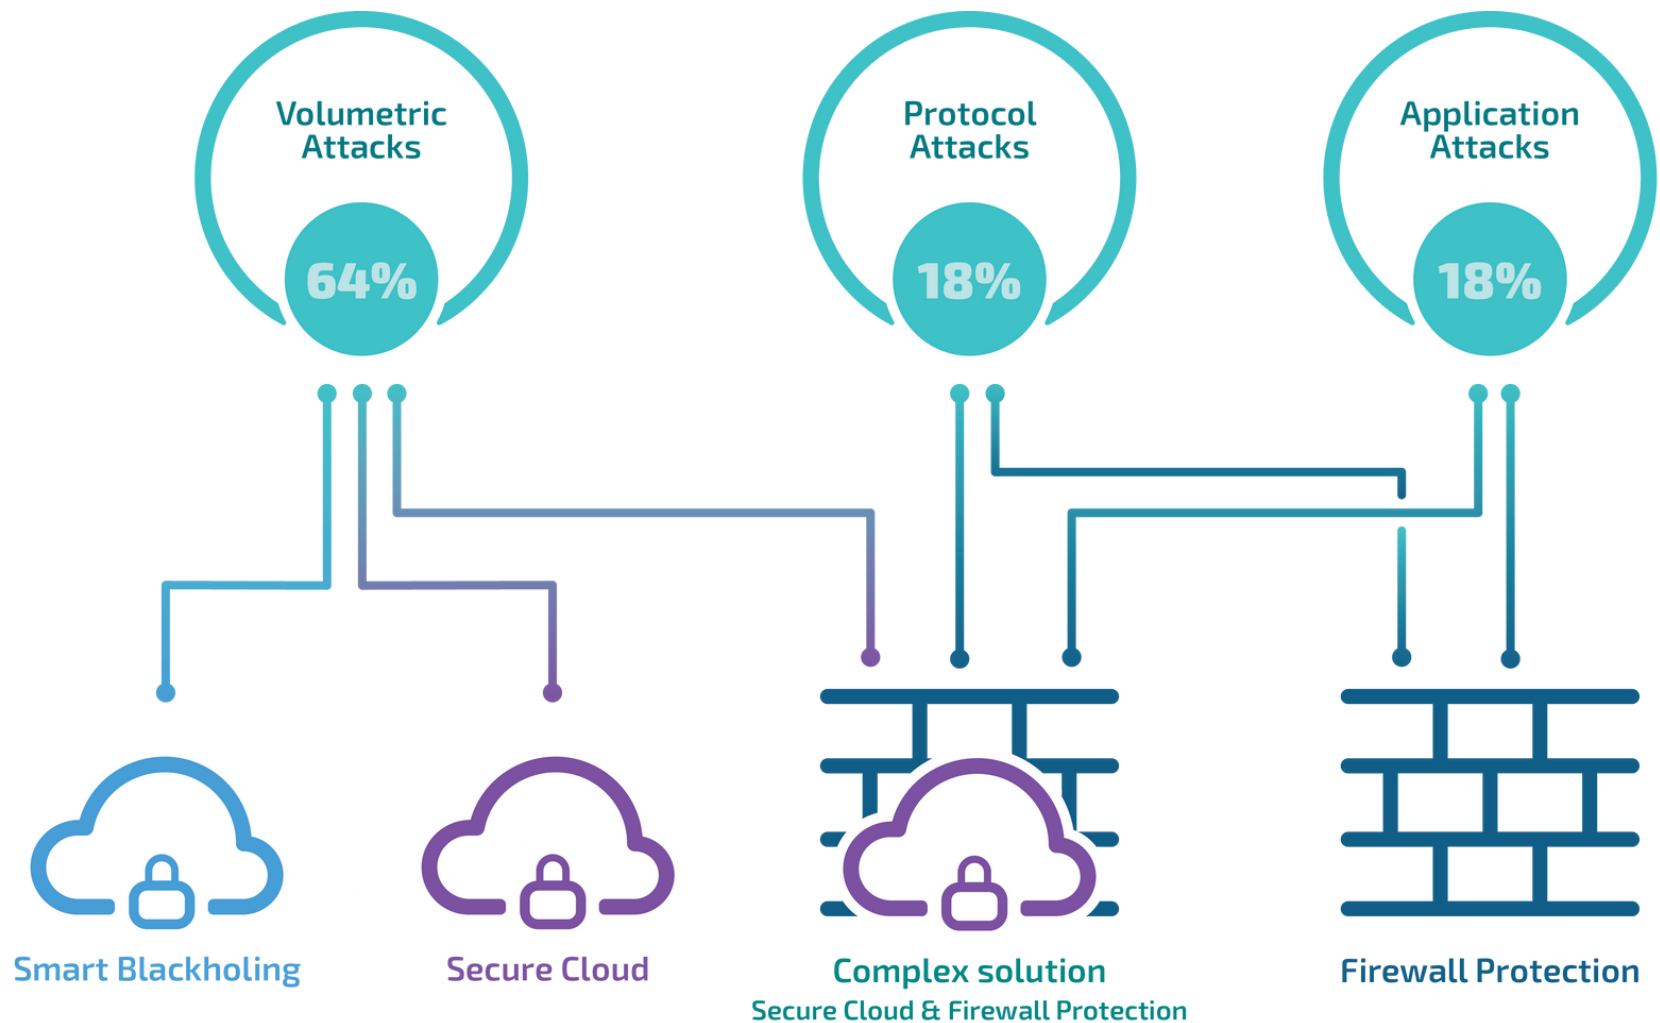 Volumetric
Attacks
64%
Protocol
Attacks
18%
Application
Attacks
18%
Smart Blackholing
Secure Cloud
Complex solution
Secure Cloud & Firewall Protection
Firewall Protection